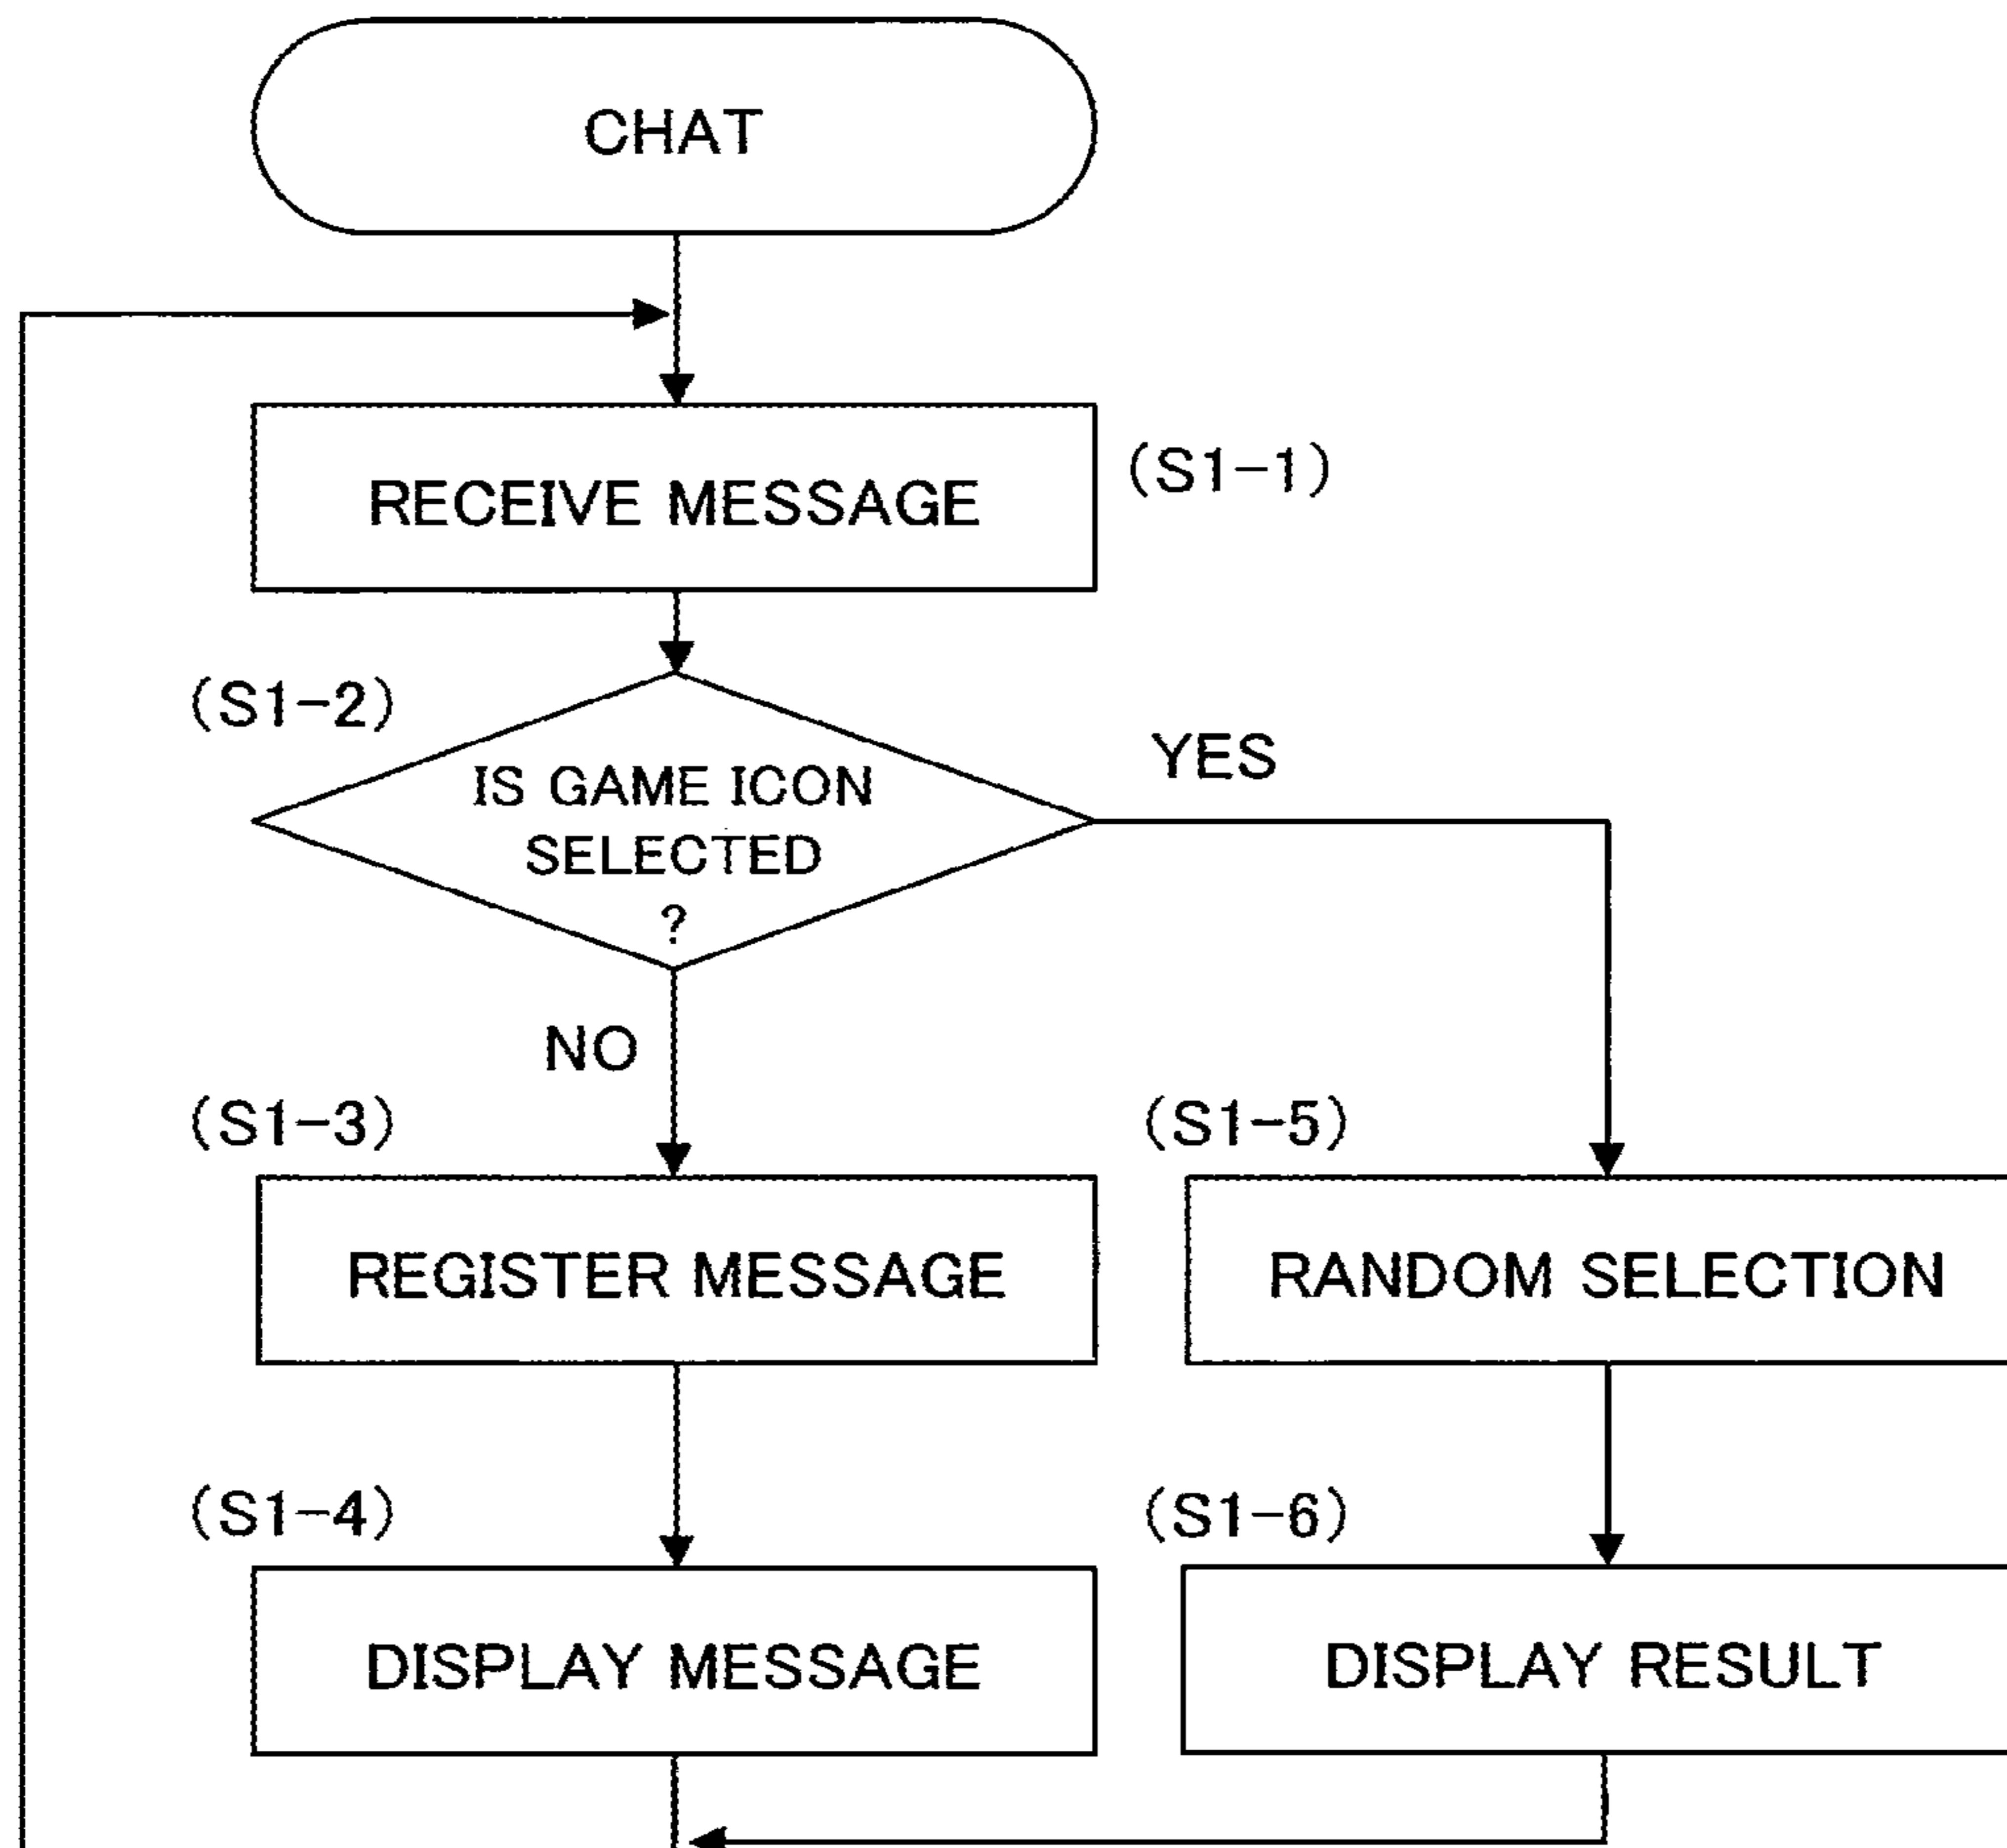 CHAT
RECEIVE MESSAGE
(S1-1)
(S1-2)
IS GAME ICON
SELECTED
?
YES
NO
(S1-3)
REGISTER MESSAGE
(S1-5)
RANDOM SELECTION
(S1-4)
DISPLAY MESSAGE
(S1-6)
DISPLAY RESULT